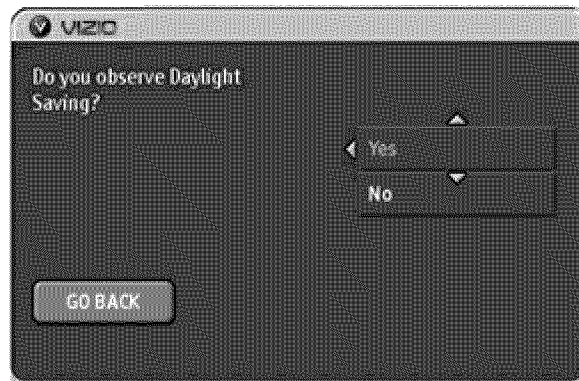 VIZIO
Do you observe Daylight
Saving?
Yes
No
GO BACK